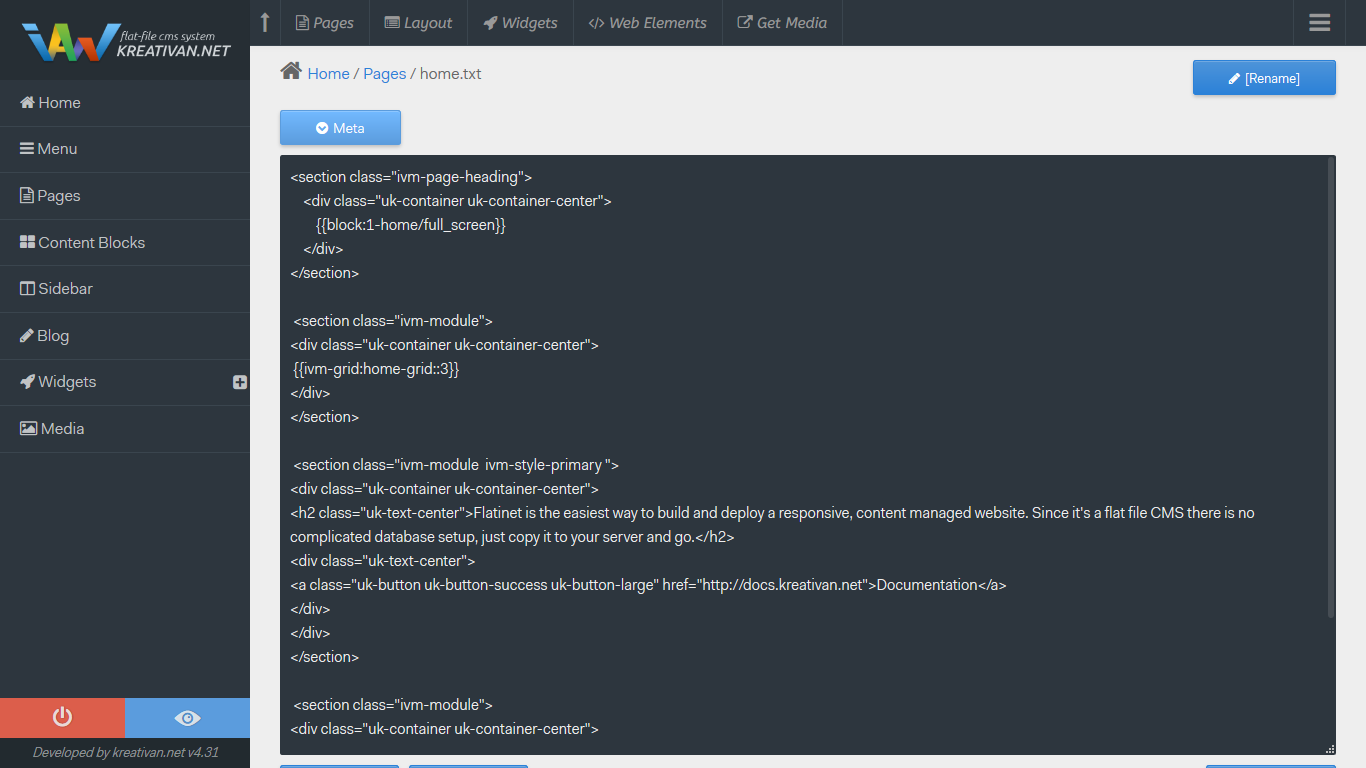 flat-file cms system
KREATIVAN.NET
Pages
Layout
Widgets
</> Web Elements
Get Media
Home
Menu
Pages
Content Blocks
Sidebar
Blog
Widgets
Media
Developed by kreativan.net v4.31
Home / Pages / home.txt
[Rename]
Meta
<section class="ivm-page-heading">
<div class="uk-container uk-container-center">
{{block:1-home/full_screen}}
</div>
</section>
<section class="ivm-module">
<div class="uk-container uk-container-center">
{{ivm-grid:home-grid::3}}
</div>
</section>
<section class="ivm-module  ivm-style-primary ">
<div class="uk-container uk-container-center">
<h2 class="uk-text-center">Flatinet is the easiest way to build and deploy a responsive, content managed website. Since it's a flat file CMS there is no
complicated database setup, just copy it to your server and go.</h2>
<div class="uk-text-center">
<a class="uk-button uk-button-success uk-button-large" href="http://docs.kreativan.net">Documentation</a>
</div>
</div>
</section>
<section class="ivm-module">
<div class="uk-container uk-container-center">